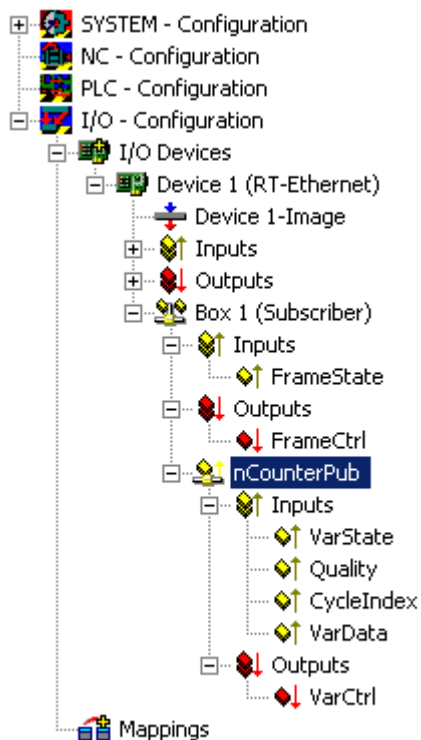 SYSTEM - Configuration
NC - Configuration
PLC - Configuration
I/O - Configuration
I/O Devices
Device 1 (RT-Ethernet)
Device 1-Image
Inputs
Outputs
Box 1 (Subscriber)
Inputs
FrameState
Outputs
FrameCtrl
nCounterPub
Inputs
VarState
Quality
CycleIndex
VarData
Outputs
VarCtrl
Mappings